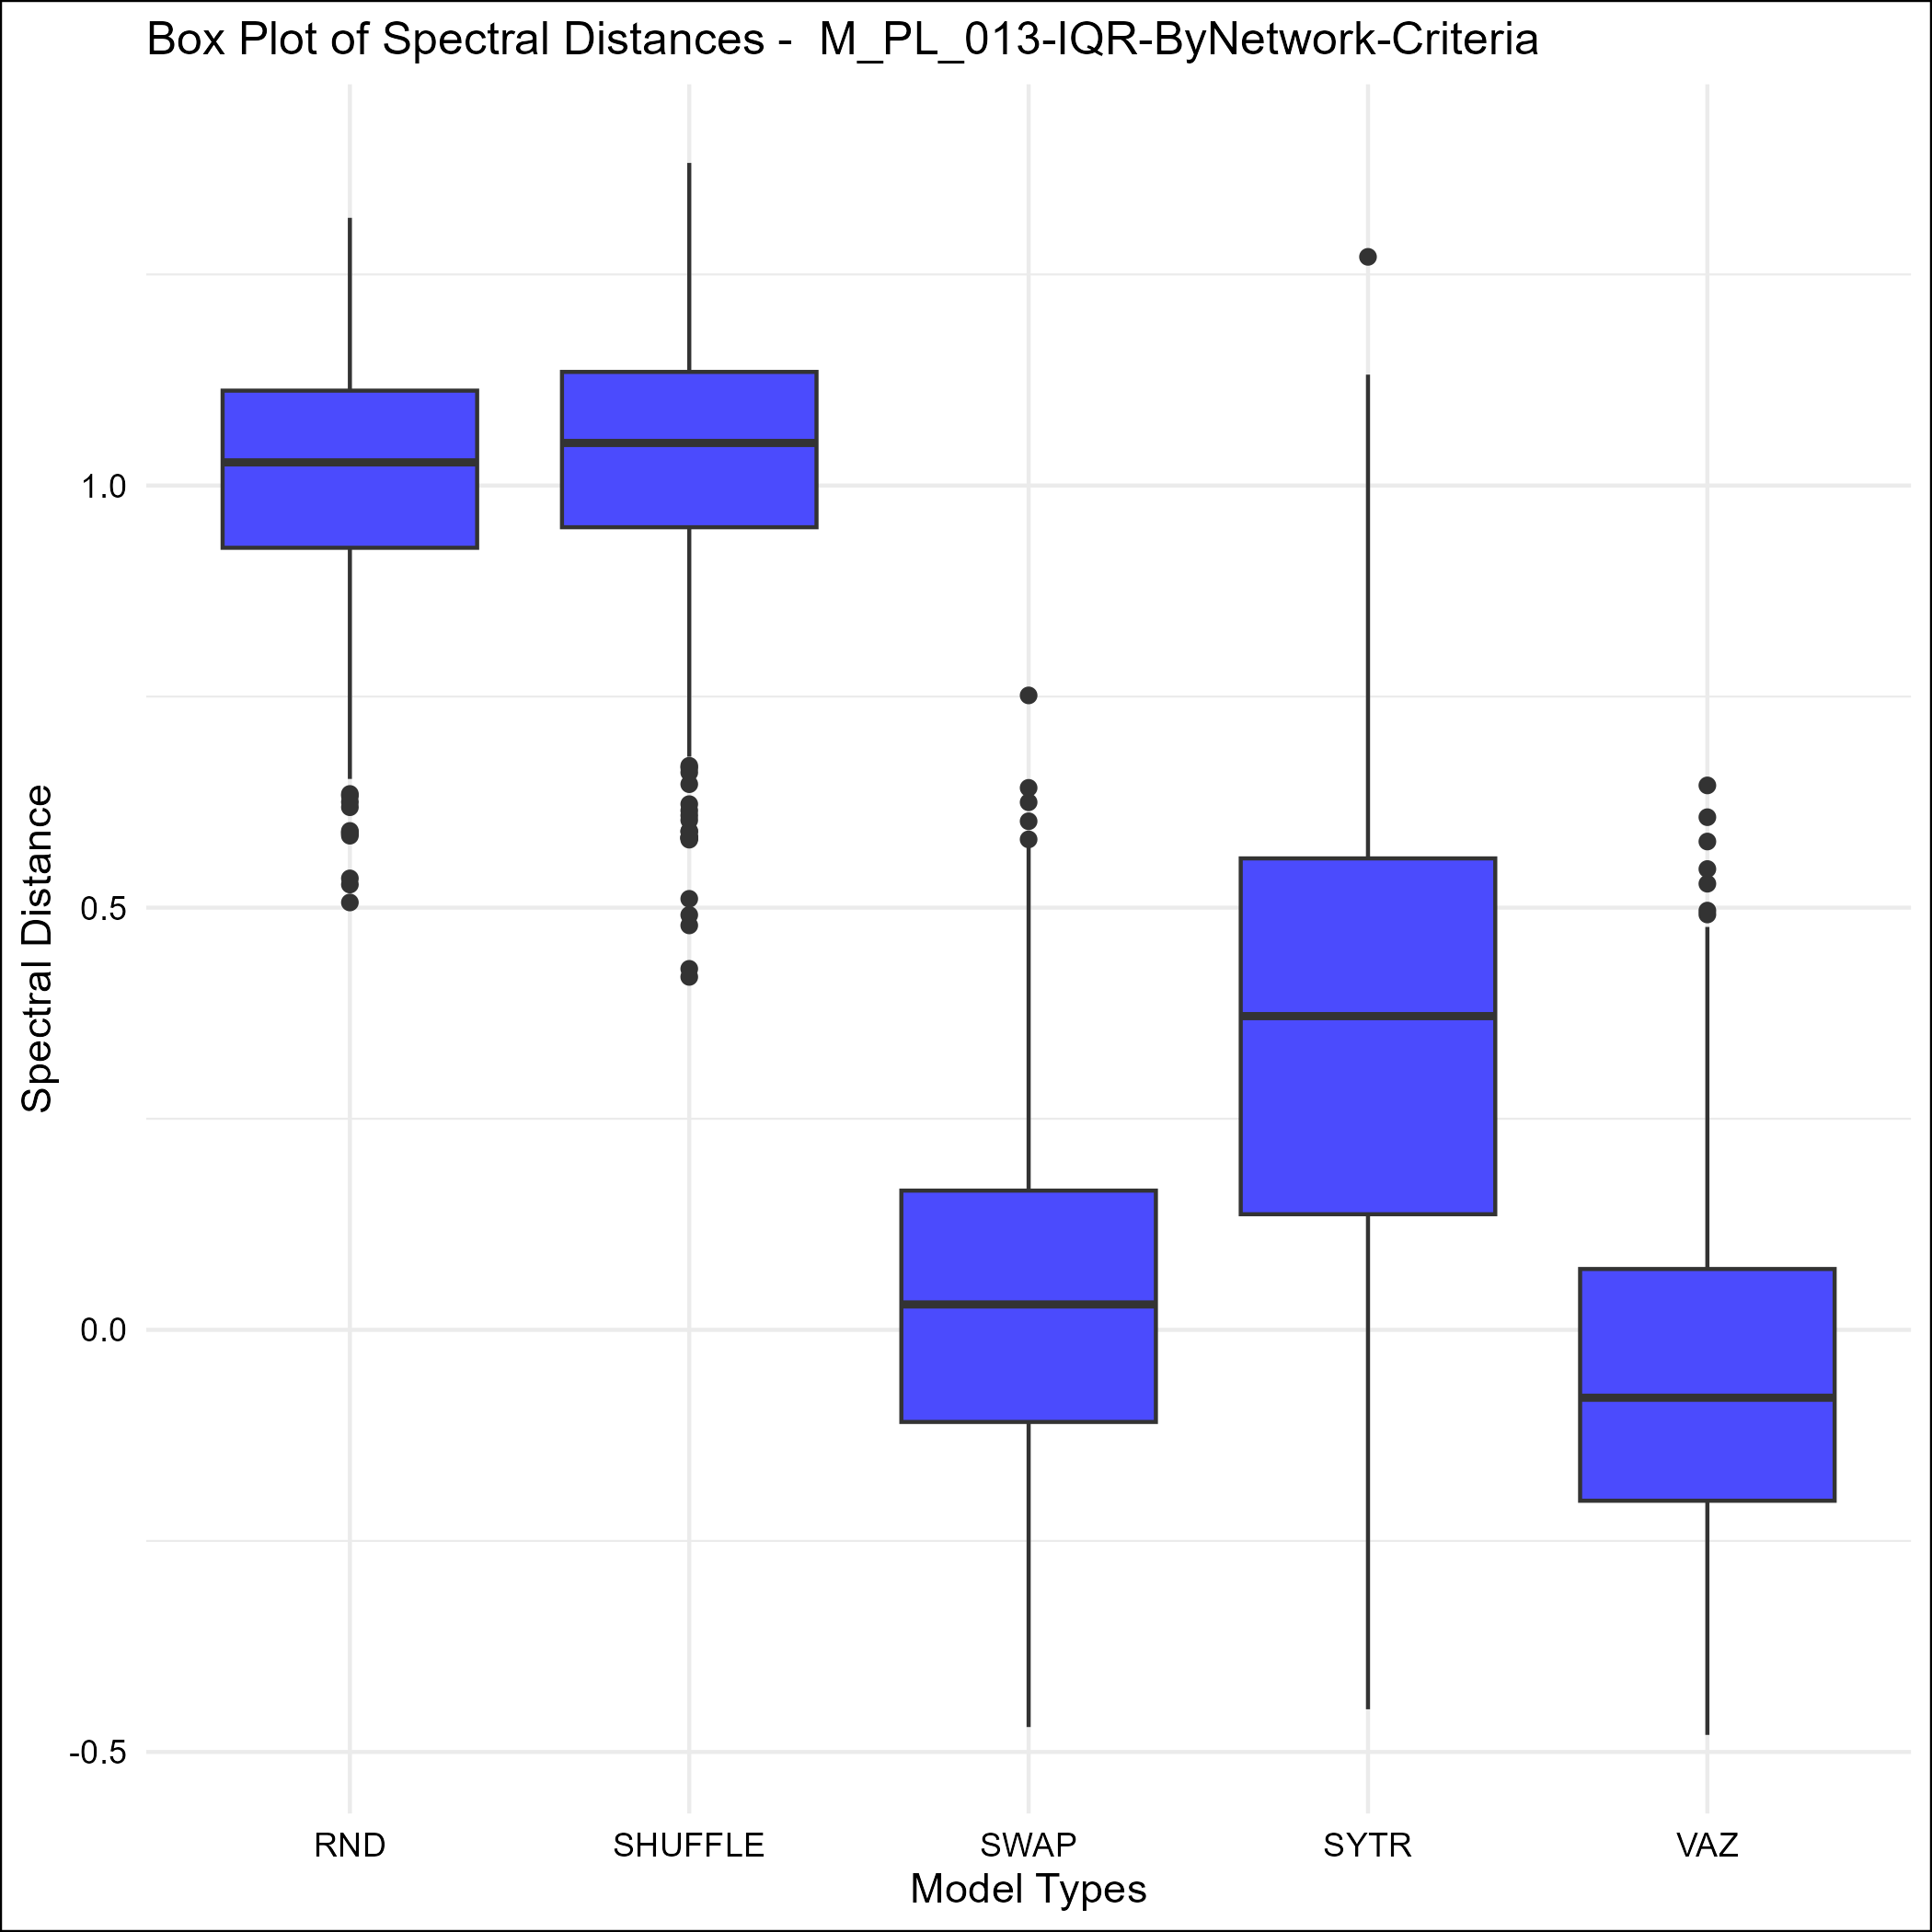 Box Plot of Spectral Distances -  M_PL_013-IQR-ByNetwork-Criteria
Spectral Distance
1.0
0.5
0.0
-0.5
RND SHUFFLE SWAP SYTR VAZ
Model Types